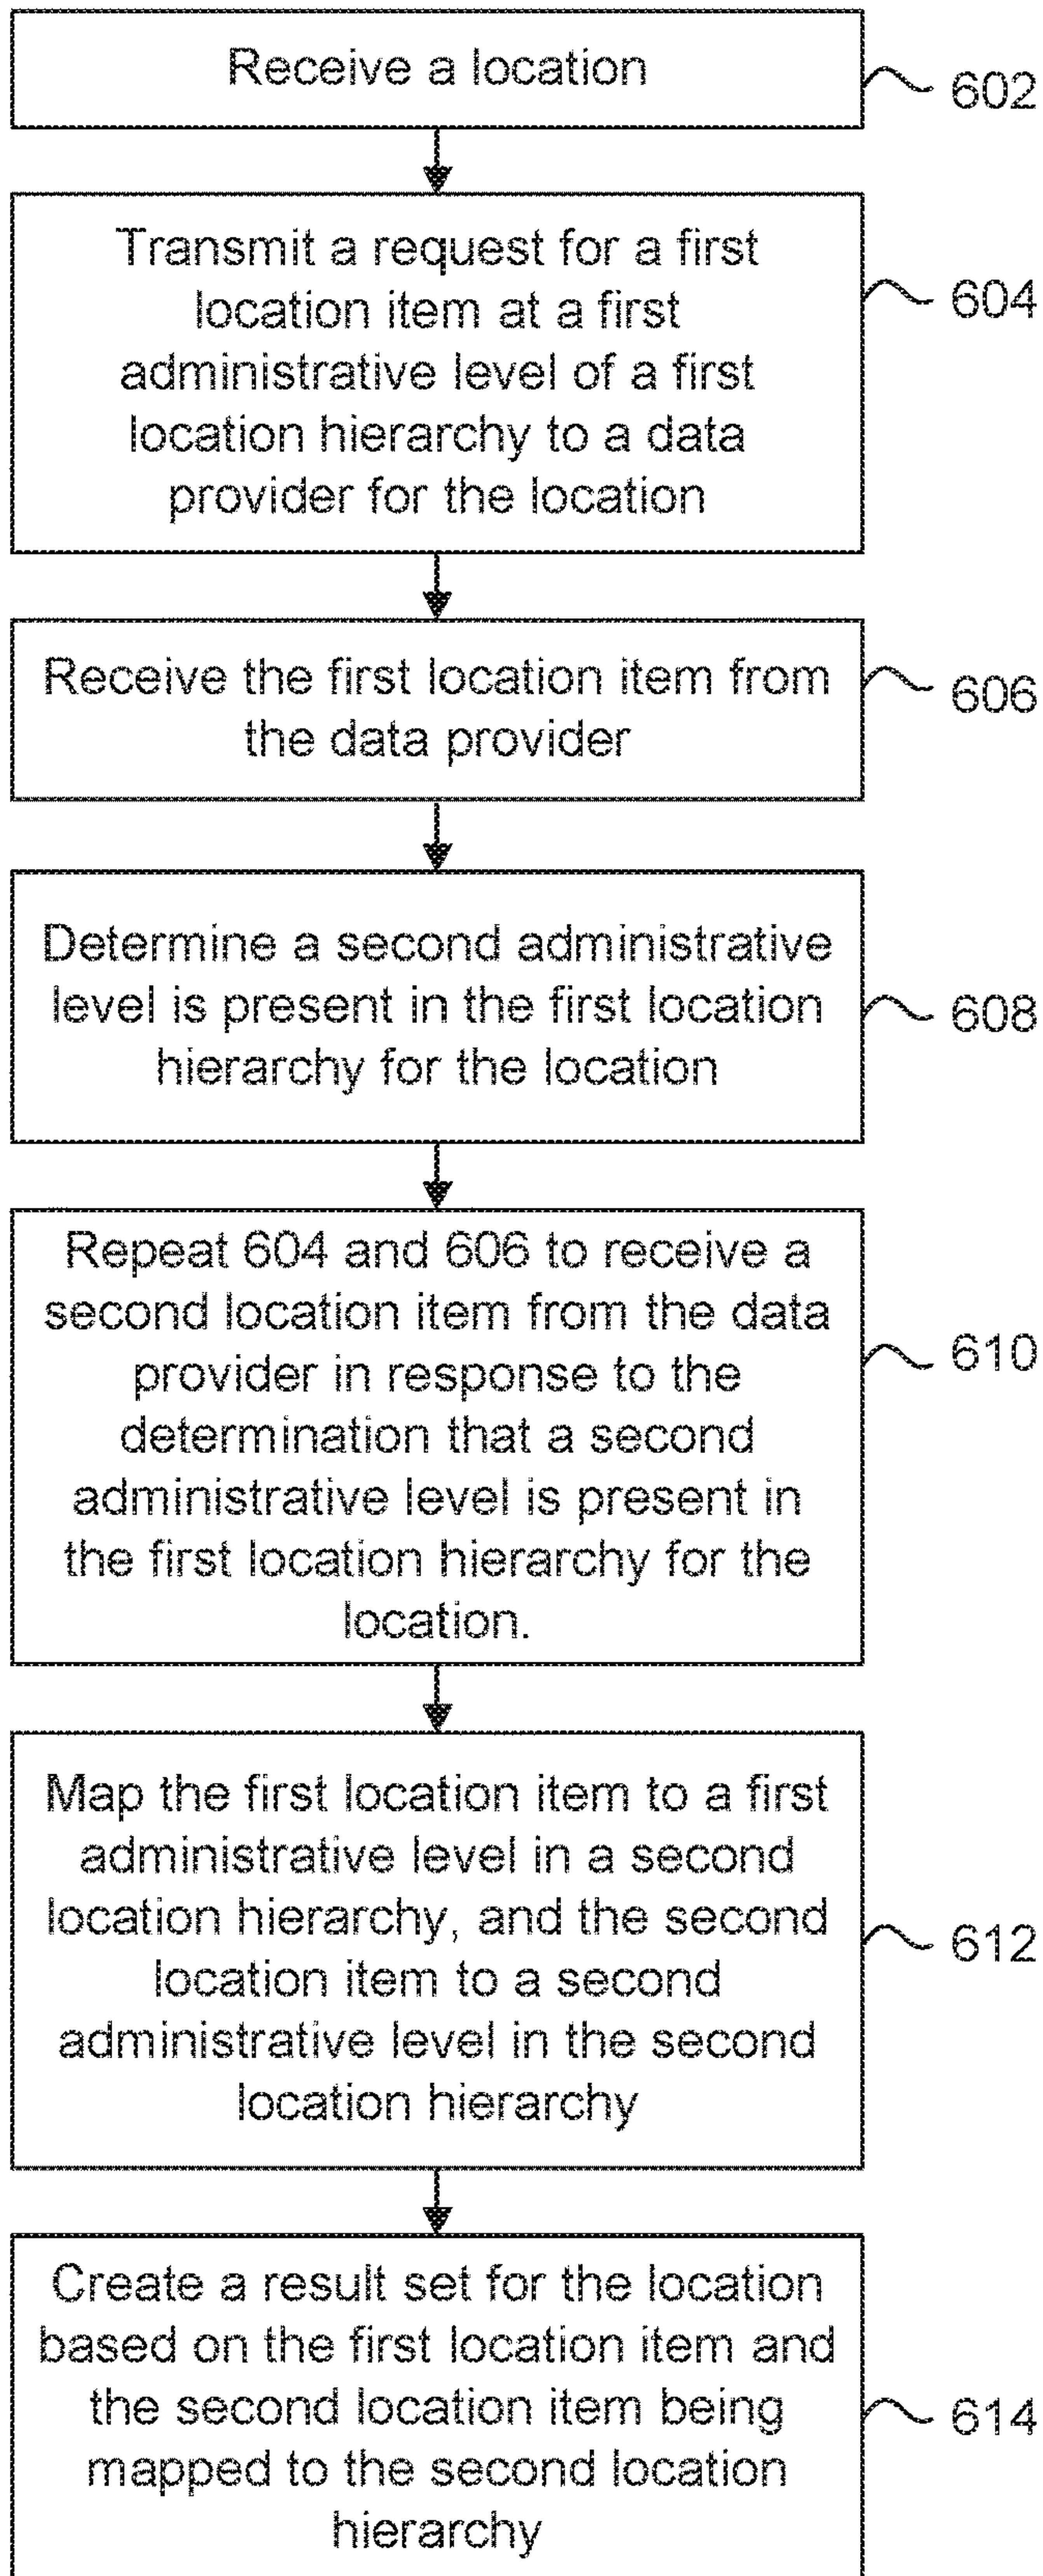 Receive a location
602
Transmit a request for a first
location item at a first
administrative level of a first
location hierarchy to a data
provider for the location
604
Receive the first location item from
the data provider
606
Determine a second administrative
level is present in the first location
hierarchy for the location
608
Repeat 604 and 606 to receive a
second location item from the data
provider in response to the
determination that a second
administrative level is present in
the first location hierarchy for the
location.
610
Map the first location item to a first
administrative level in a second
location hierarchy, and the second
location item to a second
administrative level in the second
location hierarchy
612
Create a result set for the location
based on the first location item and
the second location item being
mapped to the second location
hierarchy
614